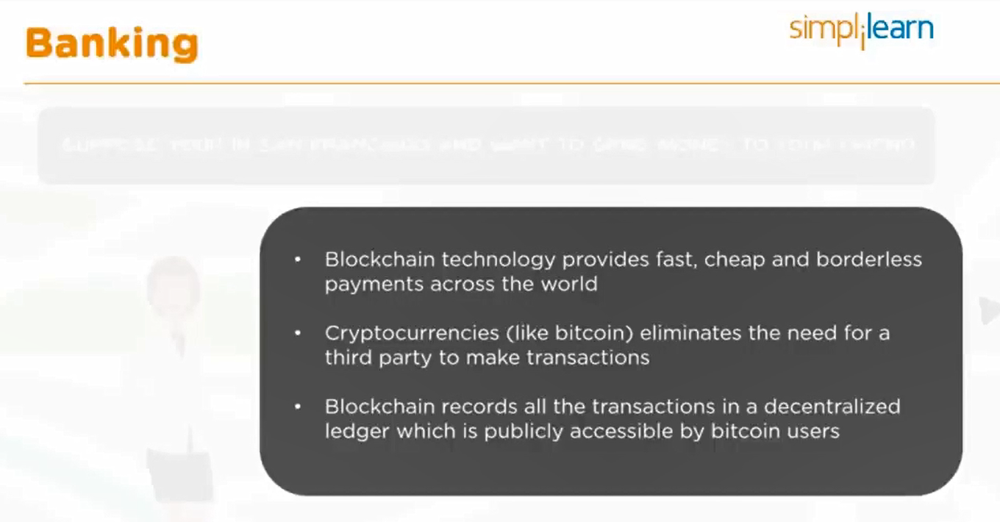 Banking
simplilearn
SUPPOSE YOU'R IN SAN FRANCISCO AND WANT TO SEND MONEY TO YOUR FRIEND
• Blockchain technology provides fast, cheap and borderless
payments across the world
• Cryptocurrencies (like bitcoin) eliminates the need for a
third party to make transactions
• Blockchain records all the transactions in a decentralized
ledger which is publicly accessible by bitcoin users